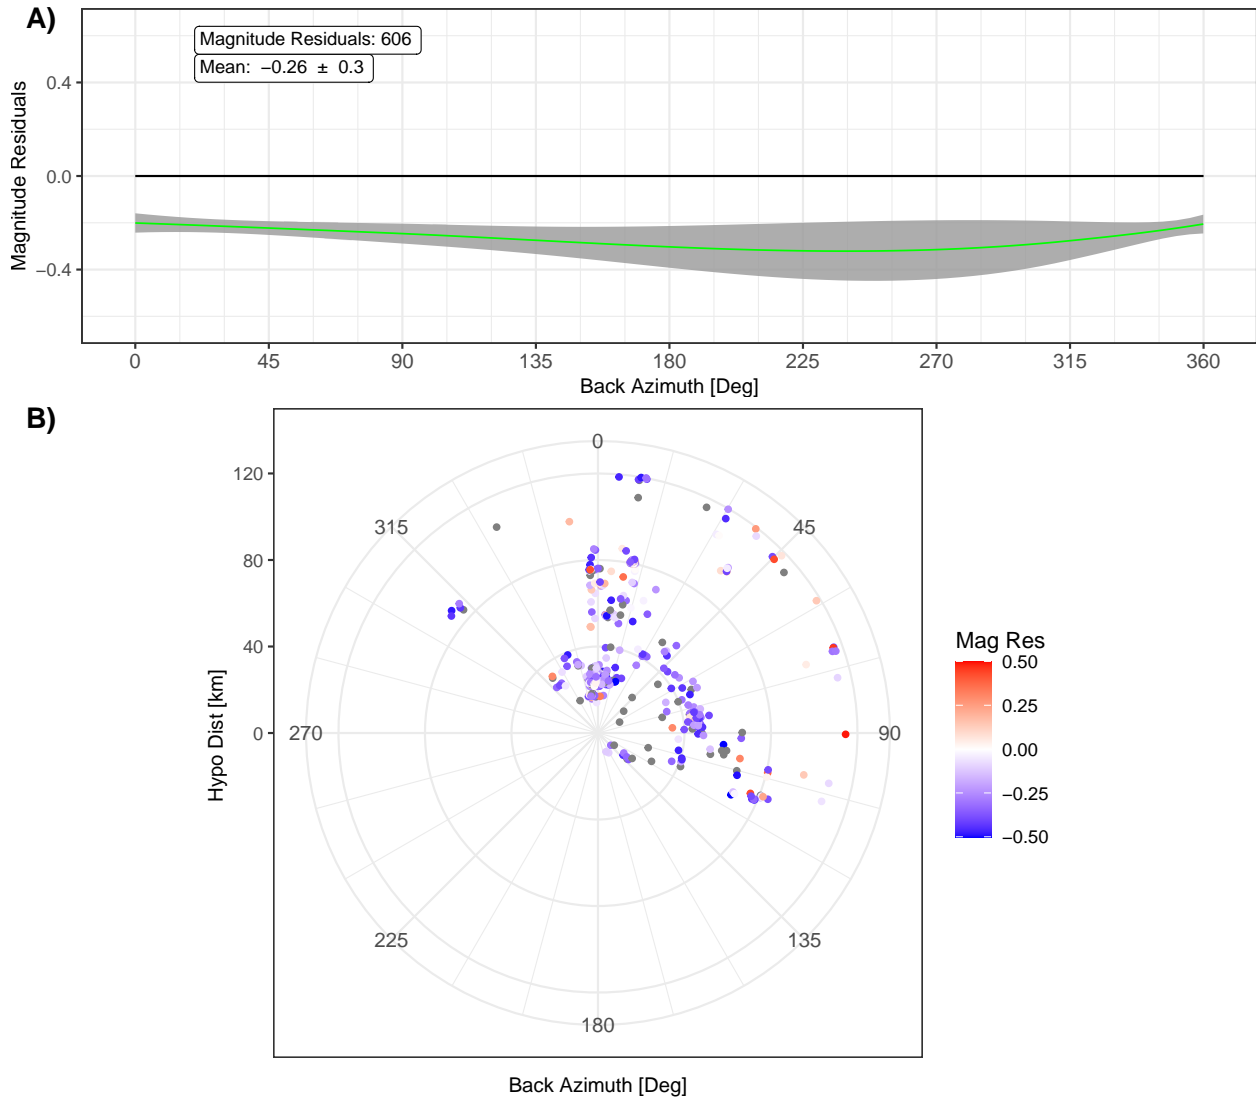 A)
Magnitude Residuals: 606
Mean: −0.26 ± 0.3
Magnitude Residuals
0.4
0.0
−0.4
0 45 90 135 180 225 270 315 360
Back Azimuth [Deg]
B)
Hypo Dist [km]
120
80
40
0
0
45
90
135
180
225
270
315
Back Azimuth [Deg]
Mag Res
0.50
0.25
0.00
−0.25
−0.50